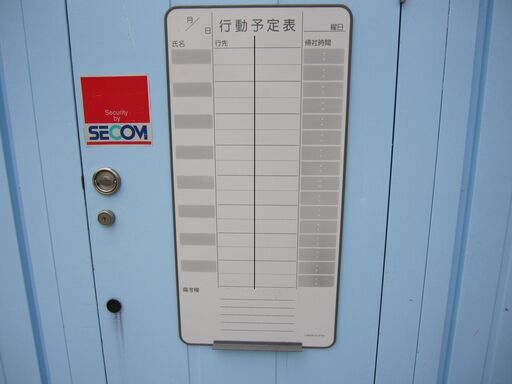 月/日 行動予定表 曜日
氏名 行先 帰社時間
備考欄
Security
by
SECOM